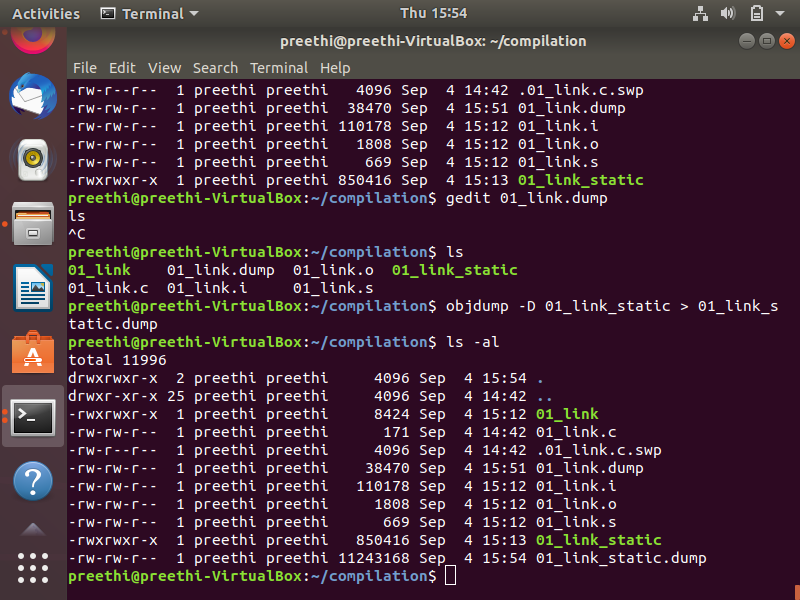 Activities Terminal Thu 15:54
preethi@preethi-VirtualBox: ~/compilation
File Edit View Search Terminal Help
-rw-r--r--  1 preethi preethi   4096 Sep  4 14:42 .01_link.c.swp
-rw-rw-r--  1 preethi preethi  38470 Sep  4 15:51 01_link.dump
-rw-rw-r--  1 preethi preethi 110178 Sep  4 15:12 01_link.i
-rw-rw-r--  1 preethi preethi   1808 Sep  4 15:12 01_link.o
-rw-rw-r--  1 preethi preethi    669 Sep  4 15:12 01_link.s
-rwxrwxr-x  1 preethi preethi 850416 Sep  4 15:13 01_link_static
preethi@preethi-VirtualBox:~/compilation$ gedit 01_link.dump
ls
^C
preethi@preethi-VirtualBox:~/compilation$ ls
01_link    01_link.dump  01_link.o  01_link_static
01_link.c  01_link.i     01_link.s
preethi@preethi-VirtualBox:~/compilation$ objdump -D 01_link_static > 01_link_s
tatic.dump
preethi@preethi-VirtualBox:~/compilation$ ls -al
total 11996
drwxrwxr-x  2 preethi preethi     4096 Sep  4 15:54 .
drwxr-xr-x 25 preethi preethi     4096 Sep  4 14:42 ..
-rwxrwxr-x  1 preethi preethi     8424 Sep  4 15:12 01_link
-rw-rw-r--  1 preethi preethi      171 Sep  4 14:42 01_link.c
-rw-r--r--  1 preethi preethi     4096 Sep  4 14:42 .01_link.c.swp
-rw-rw-r--  1 preethi preethi    38470 Sep  4 15:51 01_link.dump
-rw-rw-r--  1 preethi preethi   110178 Sep  4 15:12 01_link.i
-rw-rw-r--  1 preethi preethi     1808 Sep  4 15:12 01_link.o
-rw-rw-r--  1 preethi preethi      669 Sep  4 15:12 01_link.s
-rwxrwxr-x  1 preethi preethi   850416 Sep  4 15:13 01_link_static
-rw-rw-r--  1 preethi preethi 11243168 Sep  4 15:54 01_link_static.dump
preethi@preethi-VirtualBox:~/compilation$